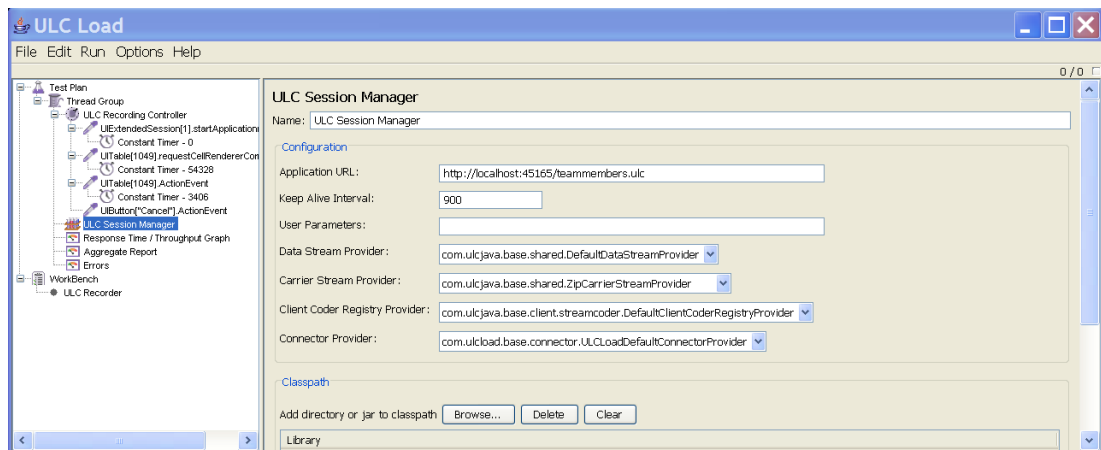 ULC Load
File Edit Run Options Help
0 / 0
Test Plan
Thread Group
ULC Recording Controller
UIExtendedSession[1].startApplication
Constant Timer - 0
UITable[1049].requestCellRendererCon
Constant Timer - 54328
UITable[1049].ActionEvent
Constant Timer - 3406
UIButton["Cancel"].ActionEvent
ULC Session Manager
Response Time / Throughput Graph
Aggregate Report
Errors
WorkBench
ULC Recorder
ULC Session Manager
Name: ULC Session Manager
Configuration
Application URL: http://localhost:45165/teammembers.ulc
Keep Alive Interval: 900
User Parameters:
Data Stream Provider: com.ulcjava.base.shared.DefaultDataStreamProvider
Carrier Stream Provider: com.ulcjava.base.shared.ZipCarrierStreamProvider
Client Coder Registry Provider: com.ulcjava.base.client.streamcoder.DefaultClientCoderRegistryProvider
Connector Provider: com.ulcload.base.connector.ULCLoadDefaultConnectorProvider
Classpath
Add directory or jar to classpath Browse... Delete Clear
Library